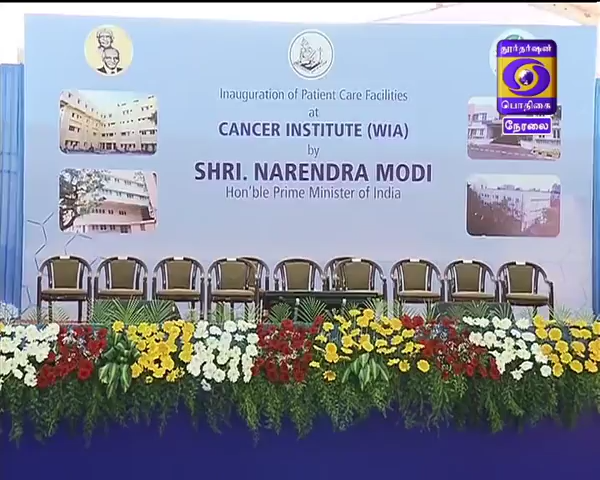 Inauguration of Patient Care Facilities
at
CANCER INSTITUTE (WIA)
by
SHRI. NARENDRA MODI
Hon'ble Prime Minister of India
தூர்தர்ஷன்
பொதிகை
நேரலை